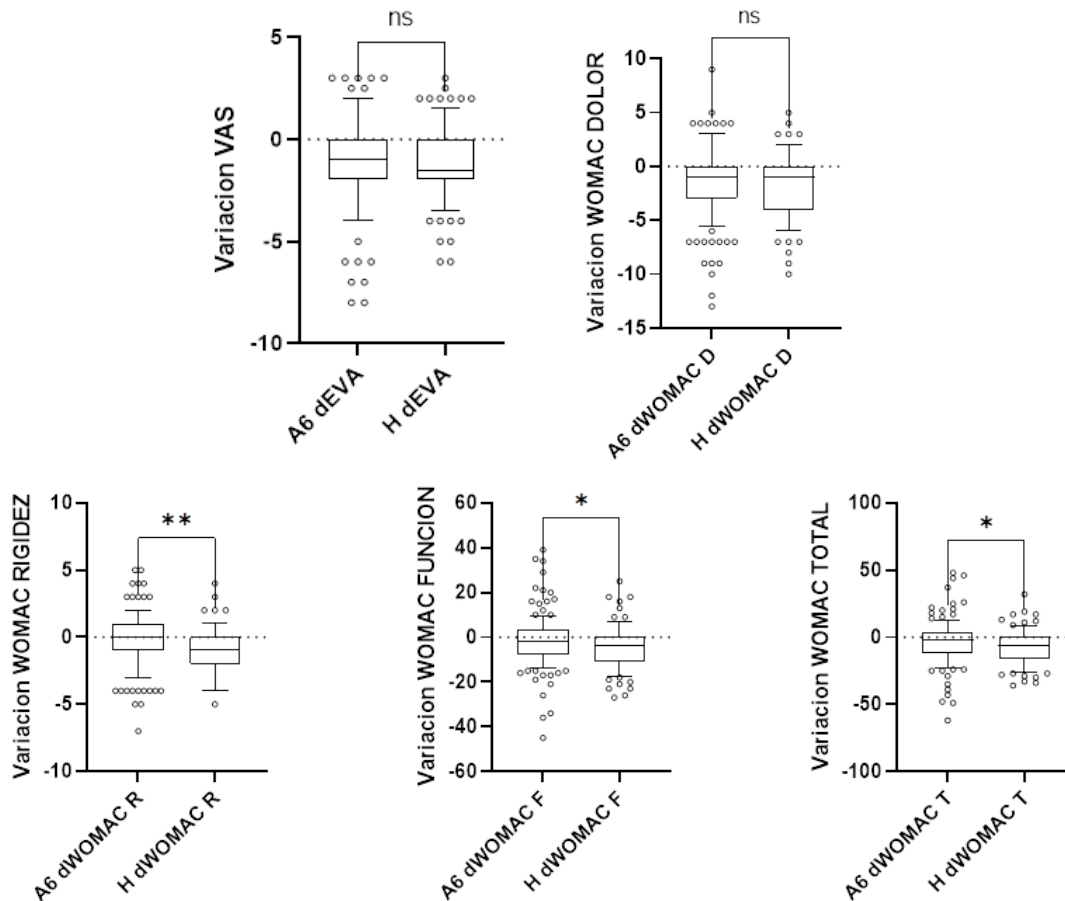 ns
5
0
-5
-10
Variacion VAS
A6 dEVA
H dEVA
ns
10
5
0
-5
-10
-15
Variacion WOMAC DOLOR
A6 dWOMAC D
H dWOMAC D
**
10
5
0
-5
-10
Variacion WOMAC RIGIDEZ
A6 dWOMAC R
H dWOMAC R
*
60
40
20
0
-20
-40
-60
Variacion WOMAC FUNCION
A6 dWOMAC F
H dWOMAC F
*
100
50
0
-50
-100
Variacion WOMAC TOTAL
A6 dWOMAC T
H dWOMAC T